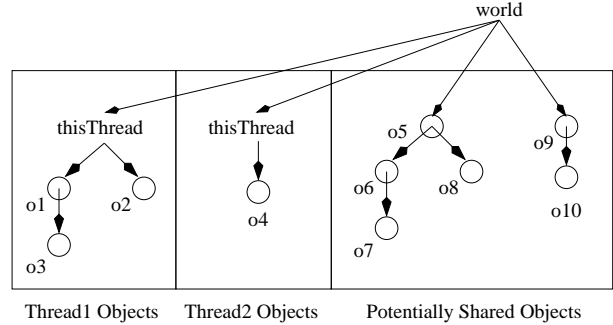 world
thisThread
thisThread
o5
o9
o1
o2
o4
o6
o8
o10
o3
o7
Thread1 Objects
Thread2 Objects
Potentially Shared Objects